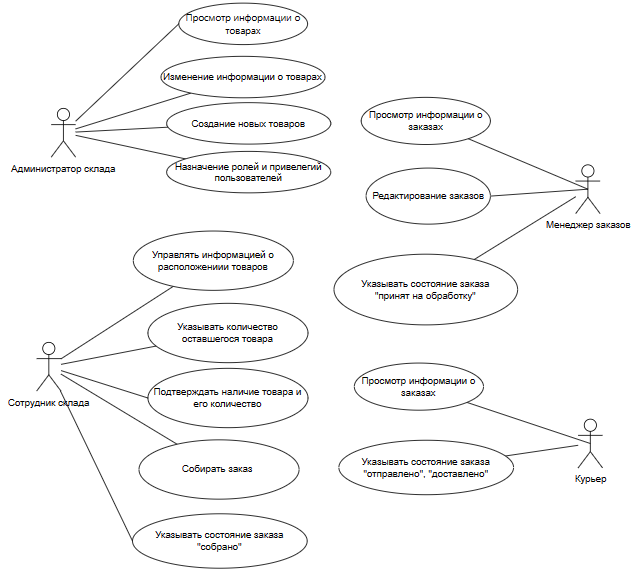 Просмотр информации о
товарах
Изменение информации о товарах
Создание новых товаров
Назначение ролей и привелегий
пользователей
Администратор склада
Просмотр информации о
заказах
Редактирование заказов
Указывать состояние заказа
"принят на обработку"
Менеджер заказов
Управлять информацией о
расположениии товаров
Указывать количество
оставшегося товара
Подтверждать наличие товара и
его количество
Собирать заказ
Указывать состояние заказа
"собрано"
Сотрудник склада
Просмотр информации о
заказах
Указывать состояние заказа
"отправлено", "доставлено"
Курьер